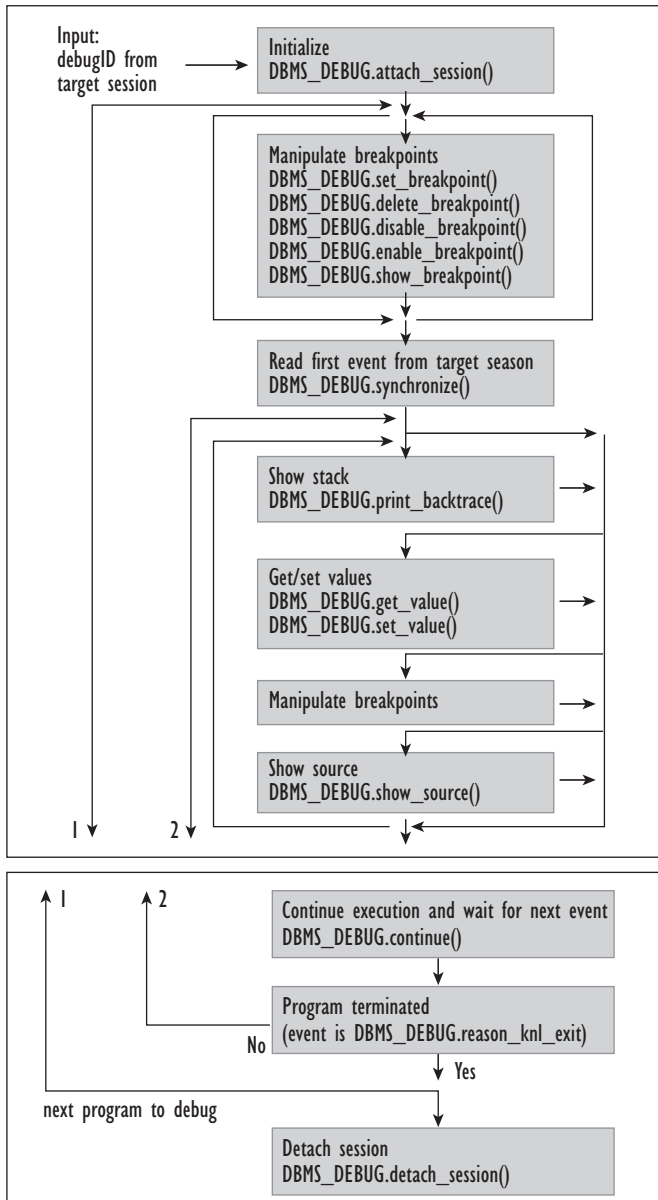 Input:
debugID from
target session
Initialize
DBMS_DEBUG.attach_session()
Manipulate breakpoints
DBMS_DEBUG.set_breakpoint()
DBMS_DEBUG.delete_breakpoint()
DBMS_DEBUG.disable_breakpoint()
DBMS_DEBUG.enable_breakpoint()
DBMS_DEBUG.show_breakpoint()
Read first event from target season
DBMS_DEBUG.synchronize()
Show stack
DBMS_DEBUG.print_backtrace()
Get/set values
DBMS_DEBUG.get_value()
DBMS_DEBUG.set_value()
Manipulate breakpoints
Show source
DBMS_DEBUG.show_source()
1
2
1
2
Continue execution and wait for next event
DBMS_DEBUG.continue()
Program terminated
(event is DBMS_DEBUG.reason_knl_exit)
No
Yes
next program to debug
Detach session
DBMS_DEBUG.detach_session()